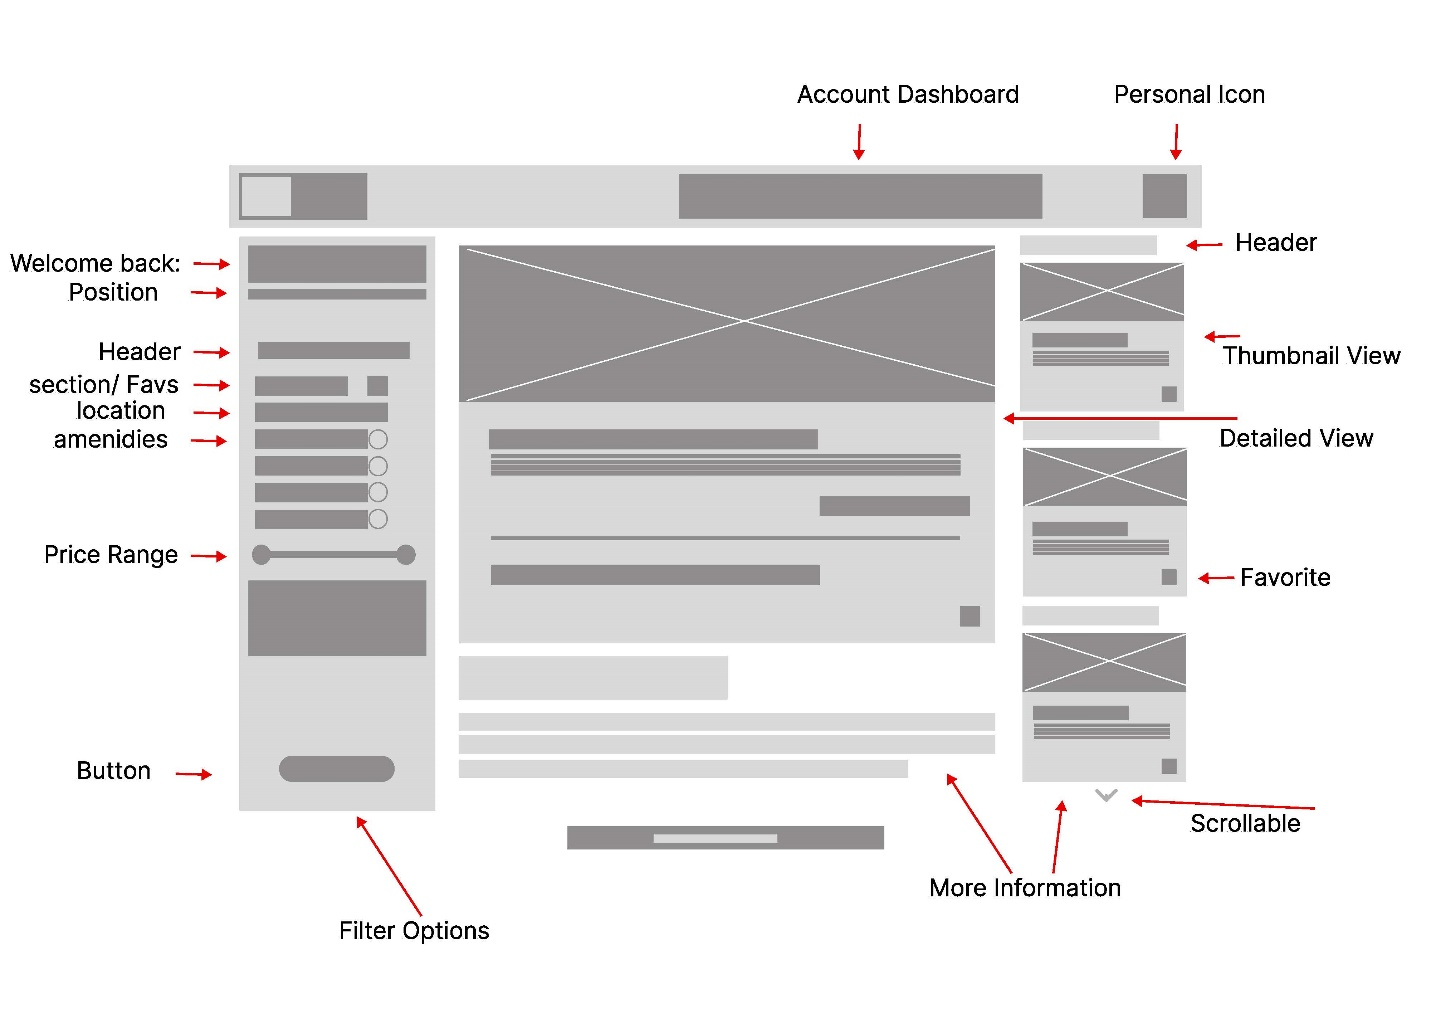 Account Dashboard
Personal Icon
Welcome back:
Position
Header
section/ Favs
location
amenidies
Price Range
Button
Filter Options
Header
Thumbnail View
Detailed View
Favorite
Scrollable
More Information